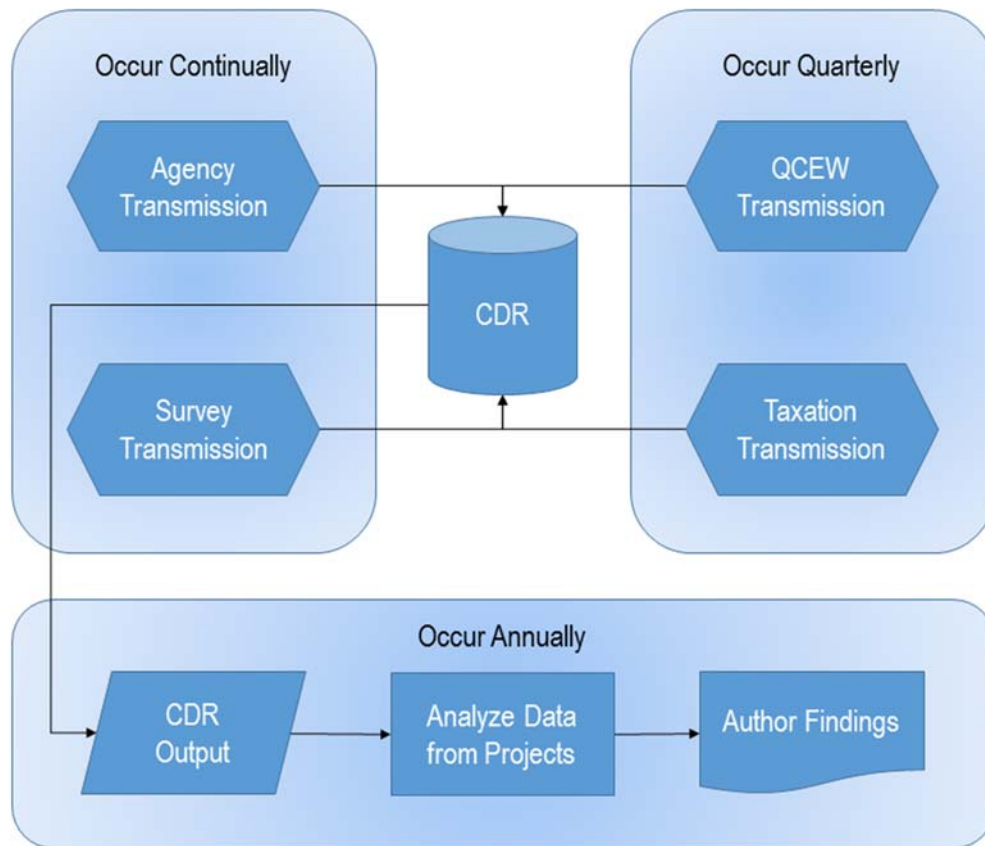 Occur Continually
Agency
Transmission
Survey
Transmission
CDR
Occur Quarterly
QCEW
Transmission
Taxation
Transmission
Occur Annually
CDR
Output
Analyze Data
from Projects
Author Findings